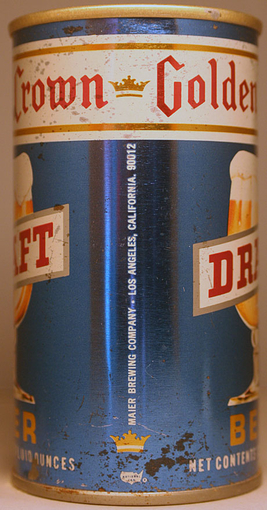 Crown Golden
AFT
DRA
MAIER BREWING COMPANY • LOS ANGELES, CALIFORNIA. 90012
ER
BE
OUNCES
NET CONTENTS